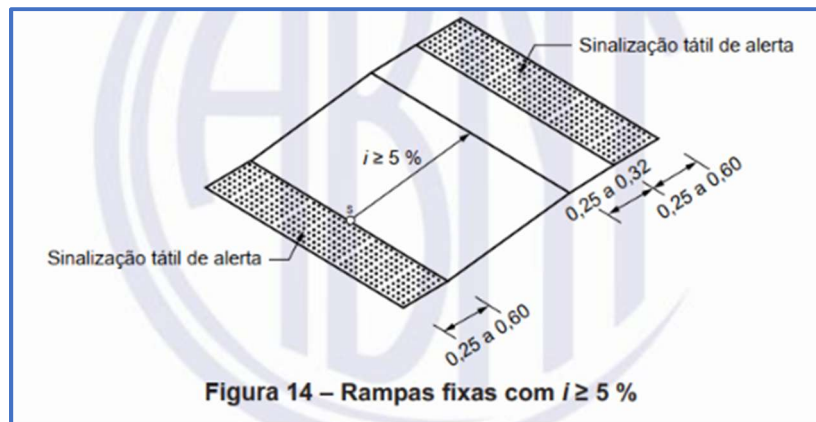 Sinalização tátil de alerta
i ≥ 5 %
s
0,25 a 0,32
0,25 a 0,60
Sinalização tátil de alerta
0,25 a 0,60
Figura 14 – Rampas fixas com i ≥ 5 %
ABNT